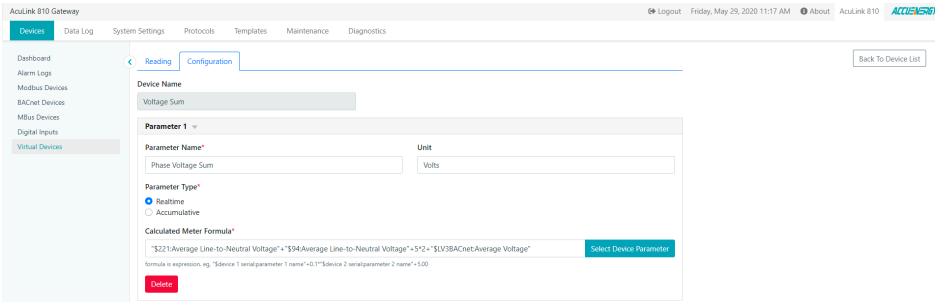 AcuLink 810 Gateway
Logout Friday, May 29, 2020 11:17 AM About AcuLink 810 ACCUENERGY
Devices Data Log System Settings Protocols Templates Maintenance Diagnostics
Dashboard
Alarm Logs
Modbus Devices
BACnet Devices
MBus Devices
Digital Inputs
Virtual Devices
Reading Configuration
Back To Device List
Device Name
Voltage Sum
Parameter 1
Parameter Name* Unit
Phase Voltage Sum Volts
Parameter Type*
Realtime
Accumulative
Calculated Meter Formula*
"$221:Average Line-to-Neutral Voltage"+"$94:Average Line-to-Neutral Voltage"+5*2+"$LV3BACnet:Average Voltage" Select Device Parameter
formula is expression. eg, "$device 1 serial:parameter 1 name"+0.1*"$device 2 serial:parameter 2 name"+5.00
Delete